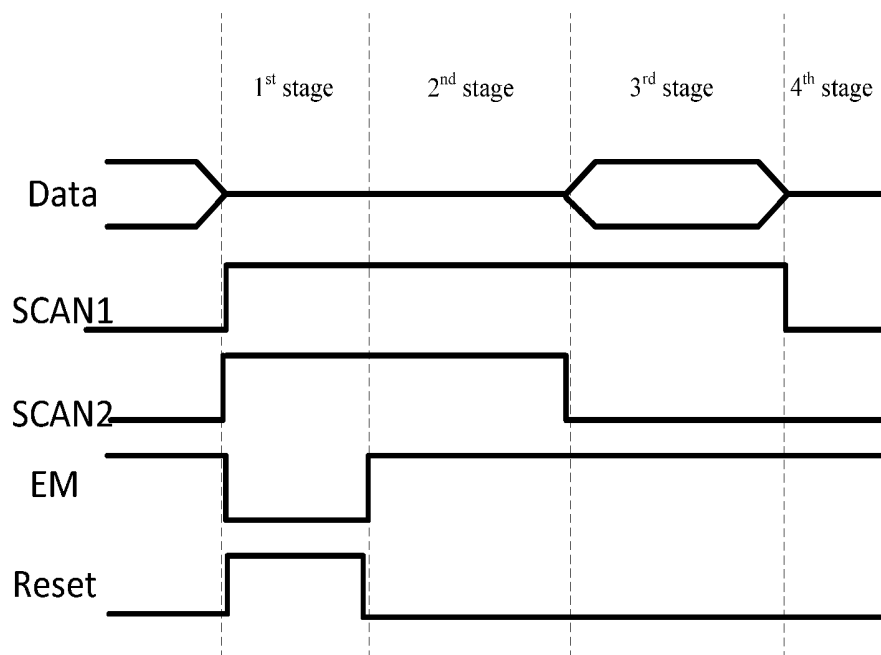 1st stage 2nd stage 3rd stage 4th stage
Data
SCAN1
SCAN2
EM
Reset